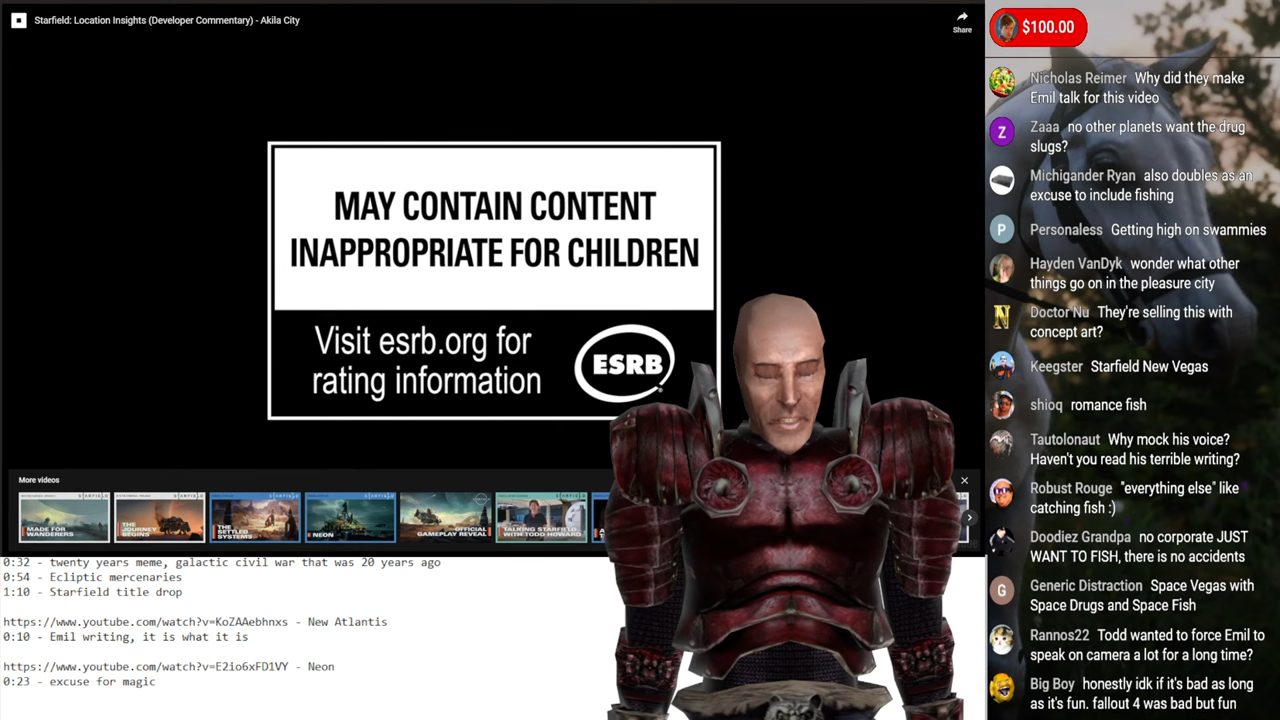 Starfield: Location Insights (Developer Commentary) - Akila City
Share
MAY CONTAIN CONTENT
INAPPROPRIATE FOR CHILDREN
Visit esrb.org for
rating information
ESRB
More videos
MADE FOR
WANDERERS
THE
JOURNEY
BEGINS
THE
SETTLED
SYSTEMS
NEON
OFFICIAL
GAMEPLAY REVEAL
TALKING STARFIELD
WITH TODD HOWARD
0:32 - twenty years meme, galactic civil war that was 20 years ago
0:54 - Ecliptic mercenaries
1:10 - Starfield title drop
https://www.youtube.com/watch?v=KoZAAebhnxs - New Atlantis
0:10 - Emil writing, it is what it is
https://www.youtube.com/watch?v=E2io6xFD1VY - Neon
0:23 - excuse for magic
$100.00
Nicholas Reimer Why did they make
Emil talk for this video
Zaaa no other planets want the drug
slugs?
Michigander Ryan also doubles as an
excuse to include fishing
Personaless Getting high on swammies
Hayden VanDyk wonder what other
things go on in the pleasure city
Doctor Nu They're selling this with
concept art?
Keegster Starfield New Vegas
shioq romance fish
Tautolonaut Why mock his voice?
Haven't you read his terrible writing?
Robust Rouge "everything else" like
catching fish :)
Doodiez Grandpa no corporate JUST
WANT TO FISH, there is no accidents
Generic Distraction Space Vegas with
Space Drugs and Space Fish
Rannos22 Todd wanted to force Emil to
speak on camera a lot for a long time?
Big Boy honestly idk if it's bad as long
as it's fun. fallout 4 was bad but fun